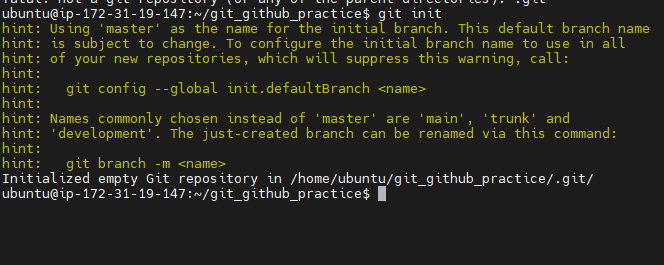 fatal: not a git repository (or any of the parent directories): .git
ubuntu@ip-172-31-19-147:~/git_github_practice$ git init
hint: Using 'master' as the name for the initial branch. This default branch name
hint: is subject to change. To configure the initial branch name to use in all
hint: of your new repositories, which will suppress this warning, call:
hint:
hint:   git config --global init.defaultBranch <name>
hint:
hint: Names commonly chosen instead of 'master' are 'main', 'trunk' and
hint: 'development'. The just-created branch can be renamed via this command:
hint:
hint:   git branch -m <name>
Initialized empty Git repository in /home/ubuntu/git_github_practice/.git/
ubuntu@ip-172-31-19-147:~/git_github_practice$